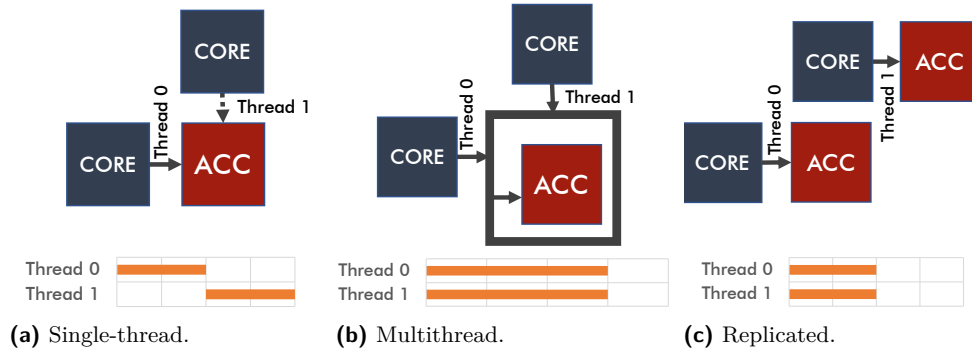 CORE
Thread 0
Thread 1
CORE
ACC
Thread 0
Thread 1
(a) Single-thread.
CORE
Thread 0
Thread 1
CORE
ACC
Thread 0
Thread 1
(b) Multithread.
CORE
ACC
Thread 0
Thread 1
CORE
ACC
Thread 0
Thread 1
(c) Replicated.